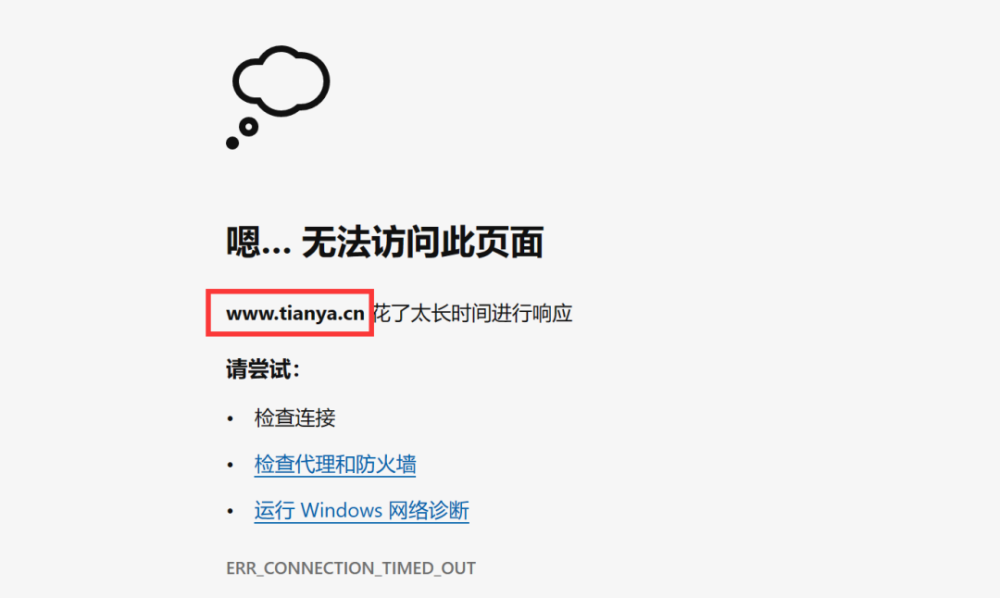 嗯... 无法访问此页面
www.tianya.cn 花了太长时间进行响应
请尝试：
• 检查连接
• 检查代理和防火墙
• 运行 Windows 网络诊断
ERR_CONNECTION_TIMED_OUT